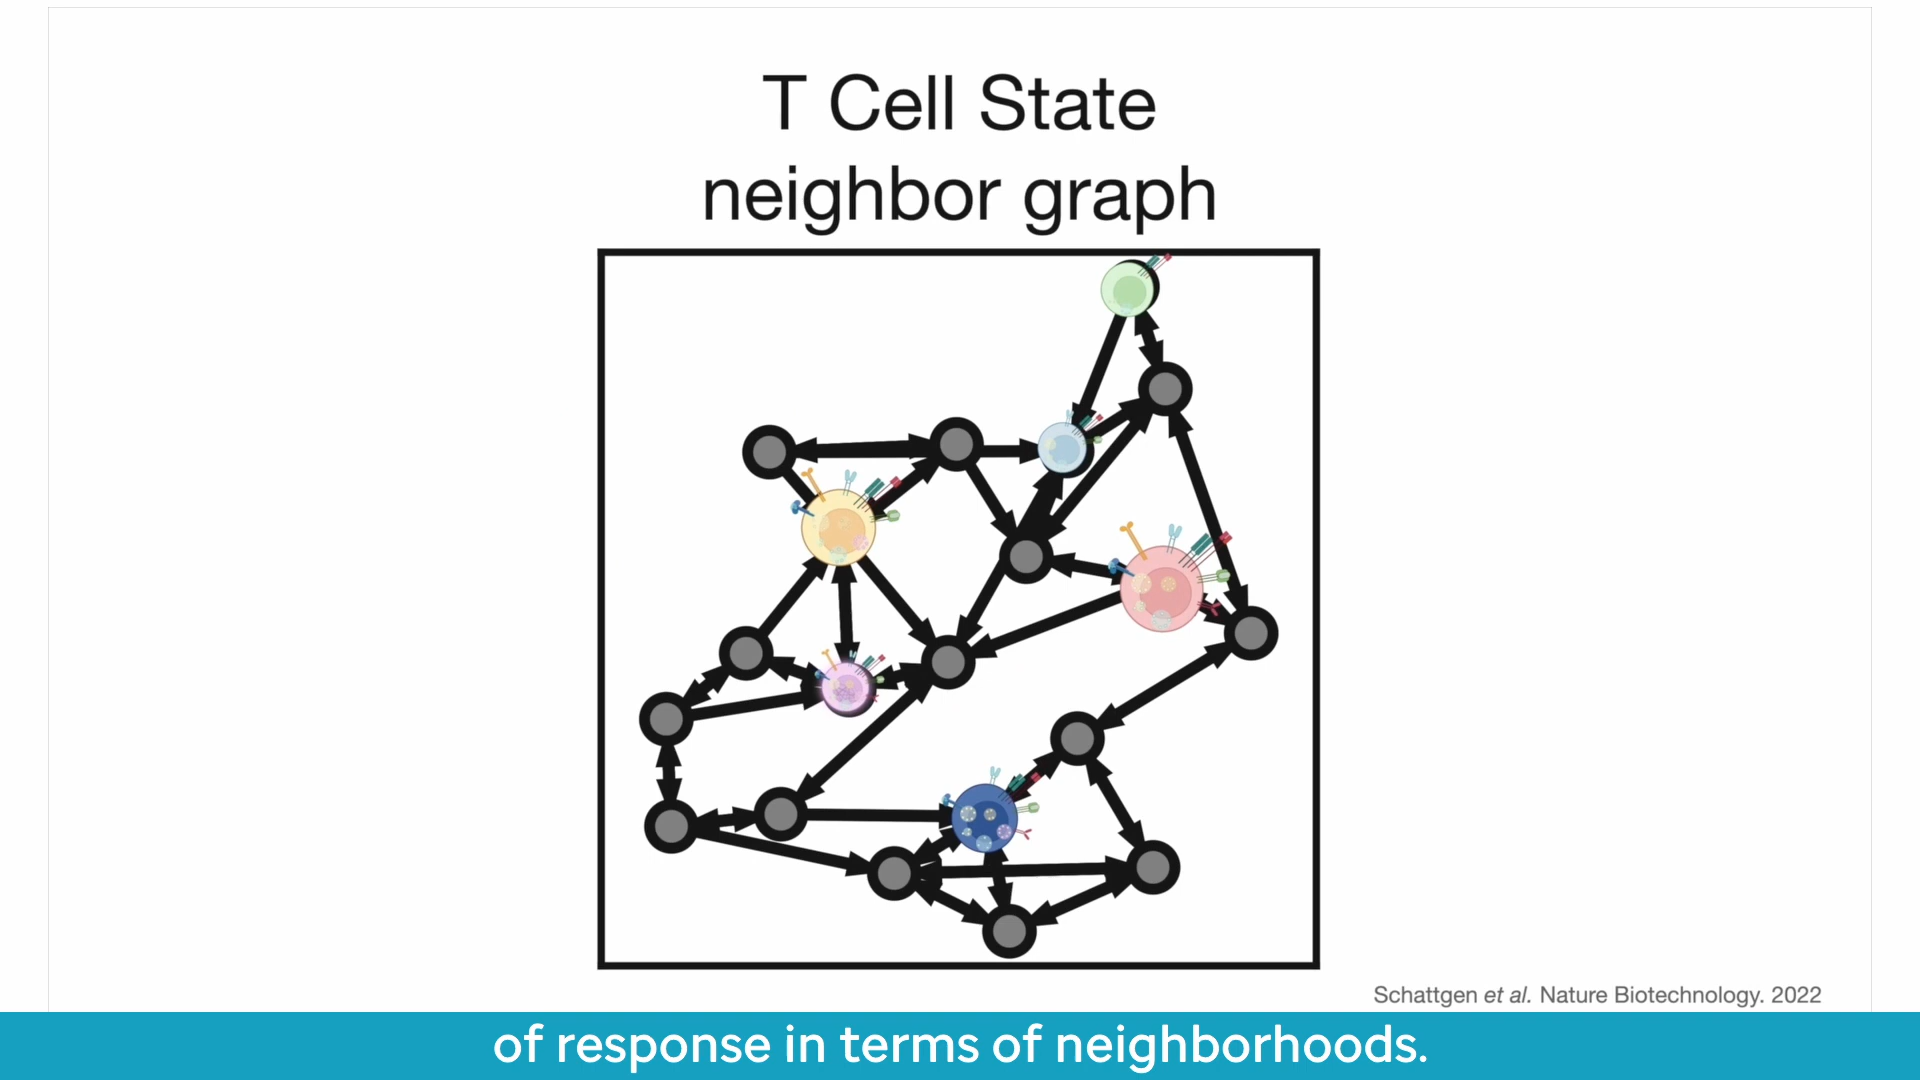 T Cell State
neighbor graph
Schattgen et al. Nature Biotechnology. 2022
of response in terms of neighborhoods.